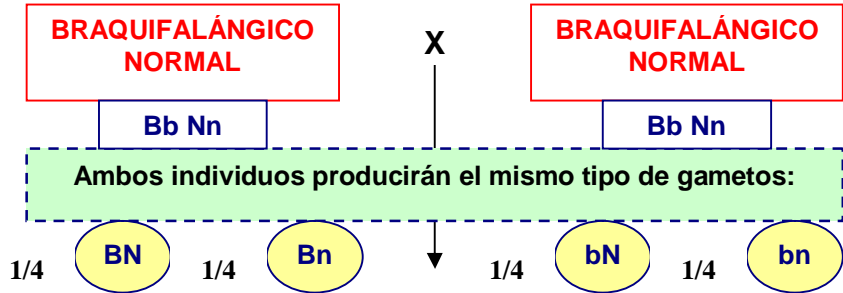 BRAQUIFALÁNGICO
NORMAL
X
BRAQUIFALÁNGICO
NORMAL
Bb Nn
Bb Nn
Ambos individuos producirán el mismo tipo de gametos:
1/4 BN 1/4 Bn 1/4 bN 1/4 bn